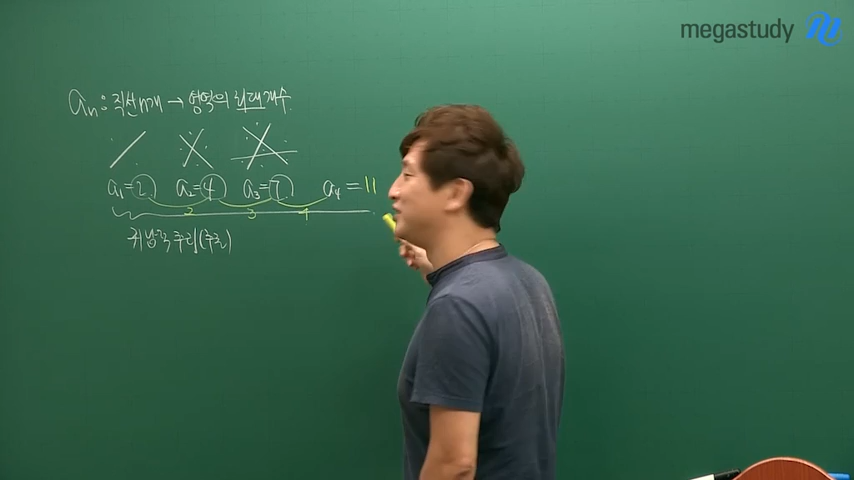 megastudy
aₙ: 직선 n개 → 영역의 최대개수
a₁=2 a₂=4 a₃=7 a₄=11
2 3 4
귀납적 추리(추론)